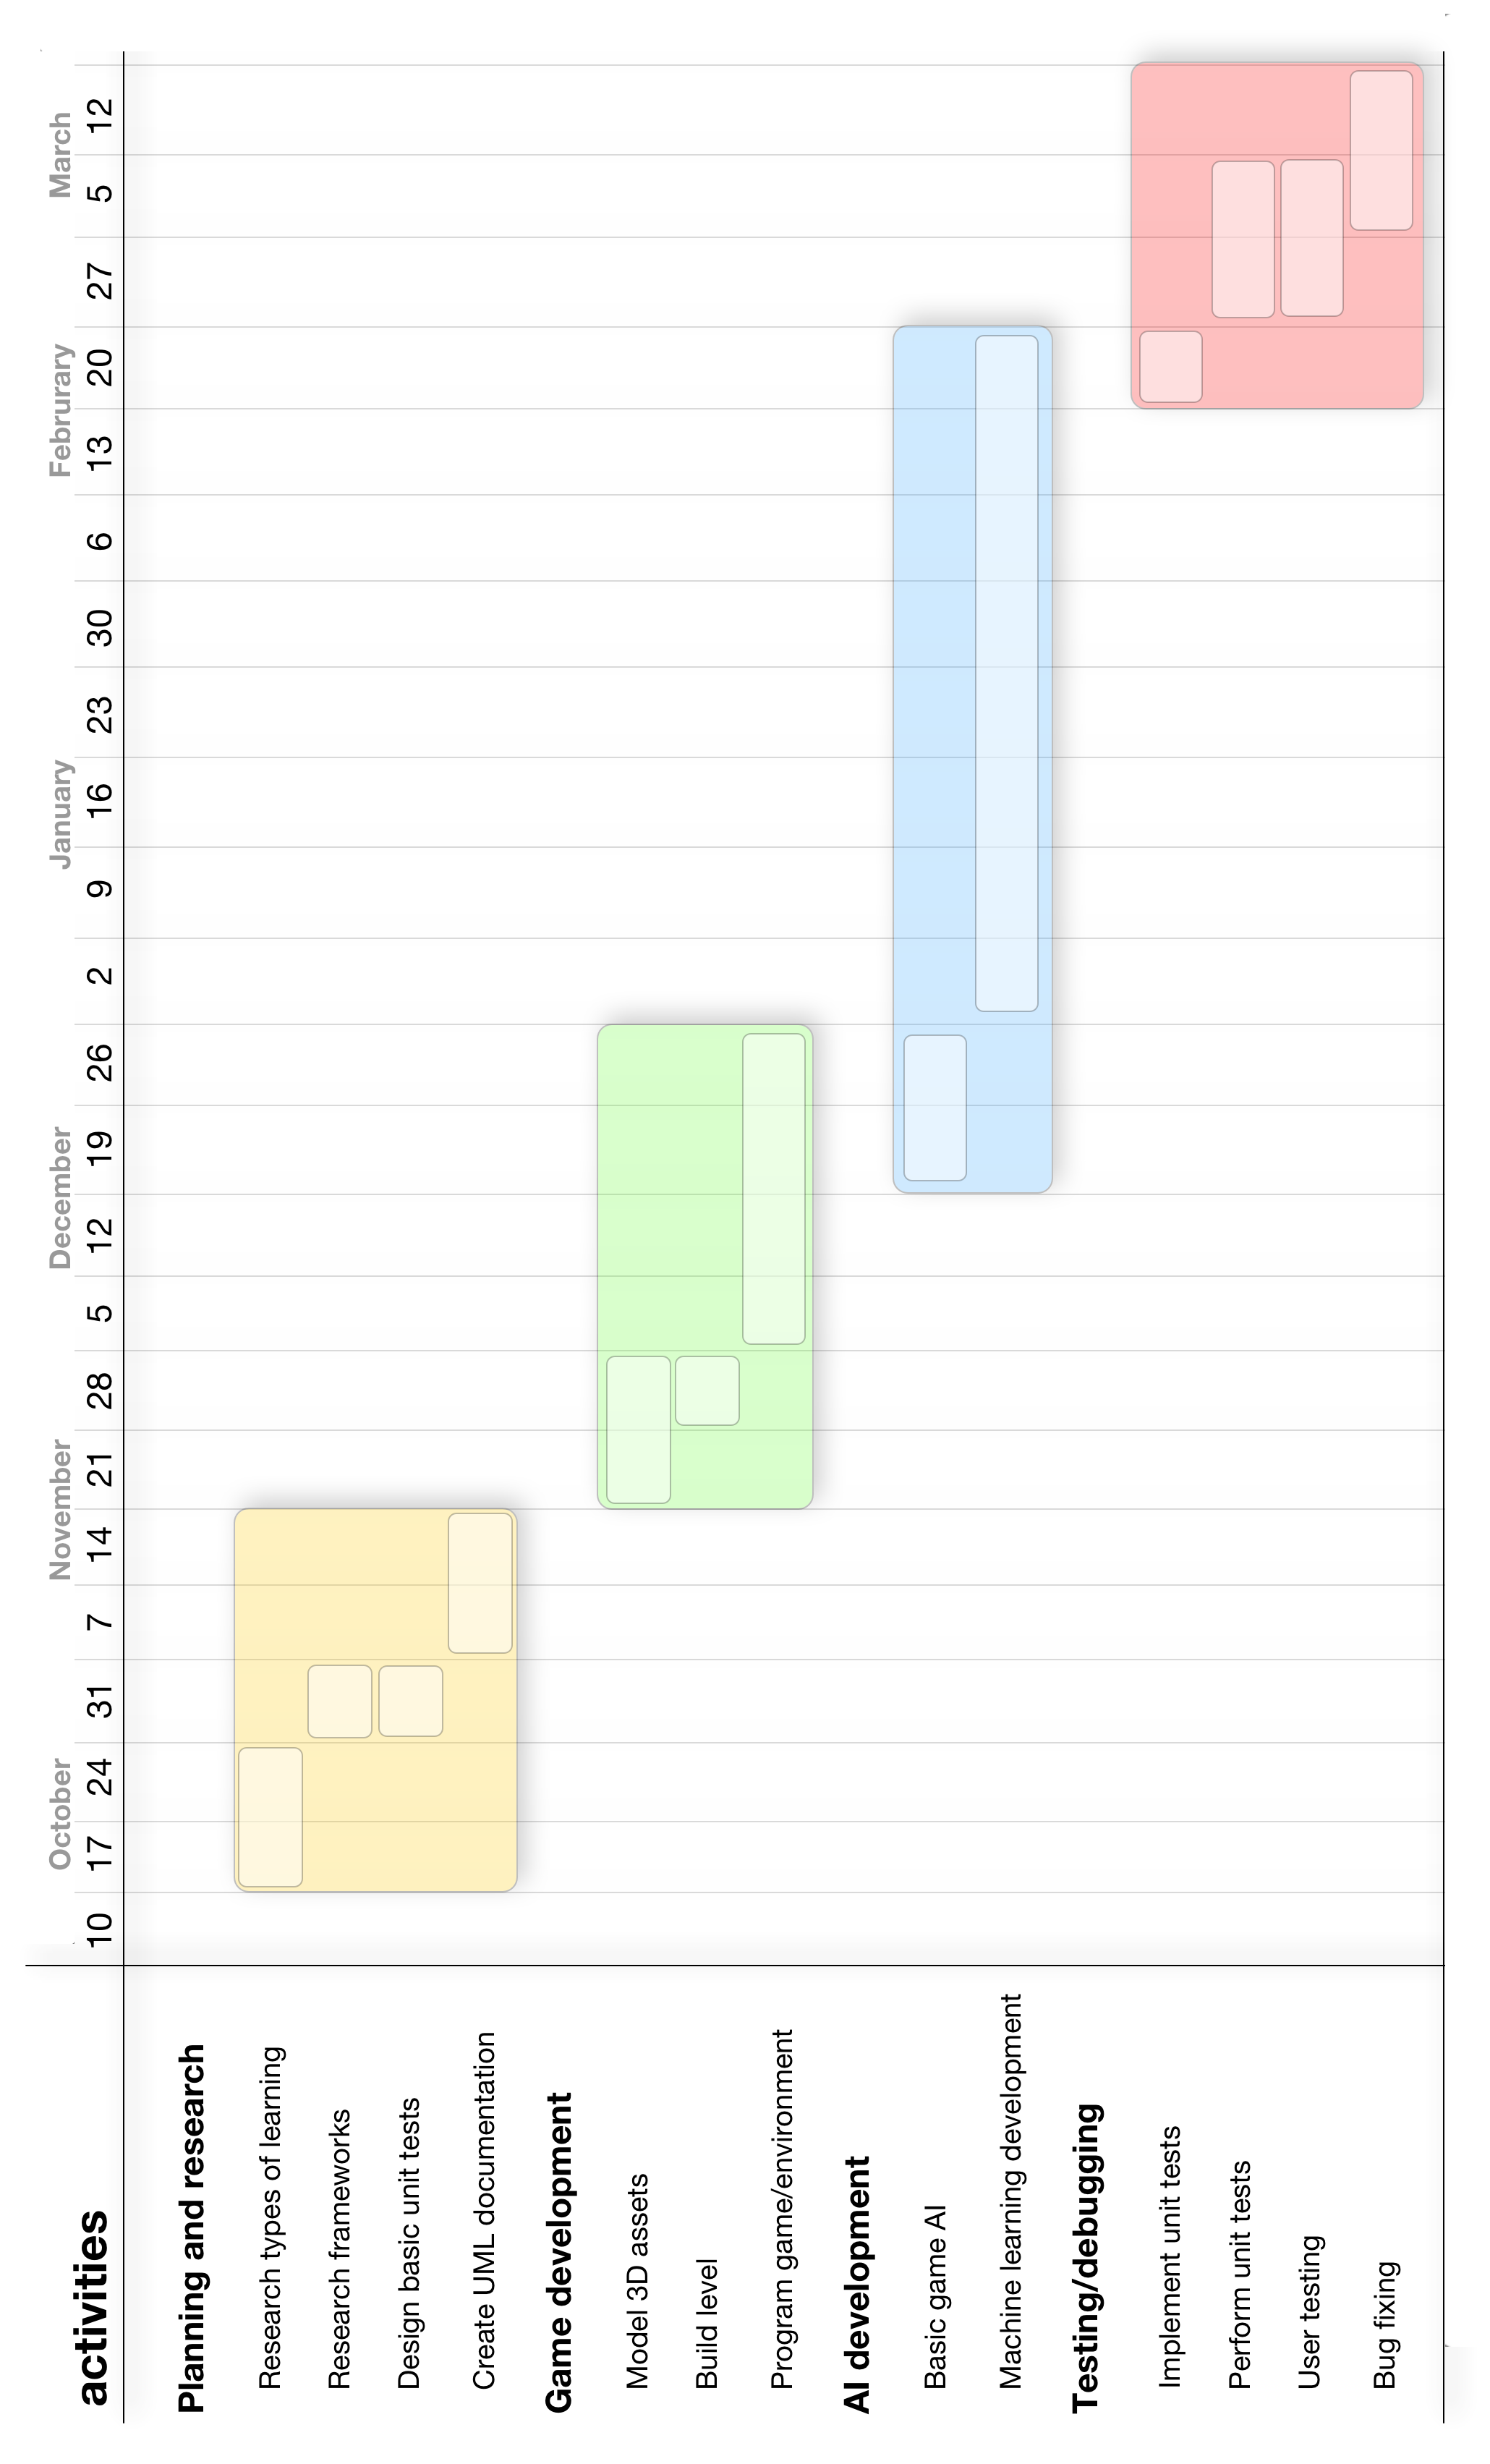 October November December January Februrary March
activities 10 17 24 31 7 14 21 28 5 12 19 26 2 9 16 23 30 6 13 20 27 5 12
Planning and research
Research types of learning
Research frameworks
Design basic unit tests
Create UML documentation
Game development
Model 3D assets
Build level
Program game/environment
AI development
Basic game AI
Machine learning development
Testing/debugging
Implement unit tests
Perform unit tests
User testing
Bug fixing